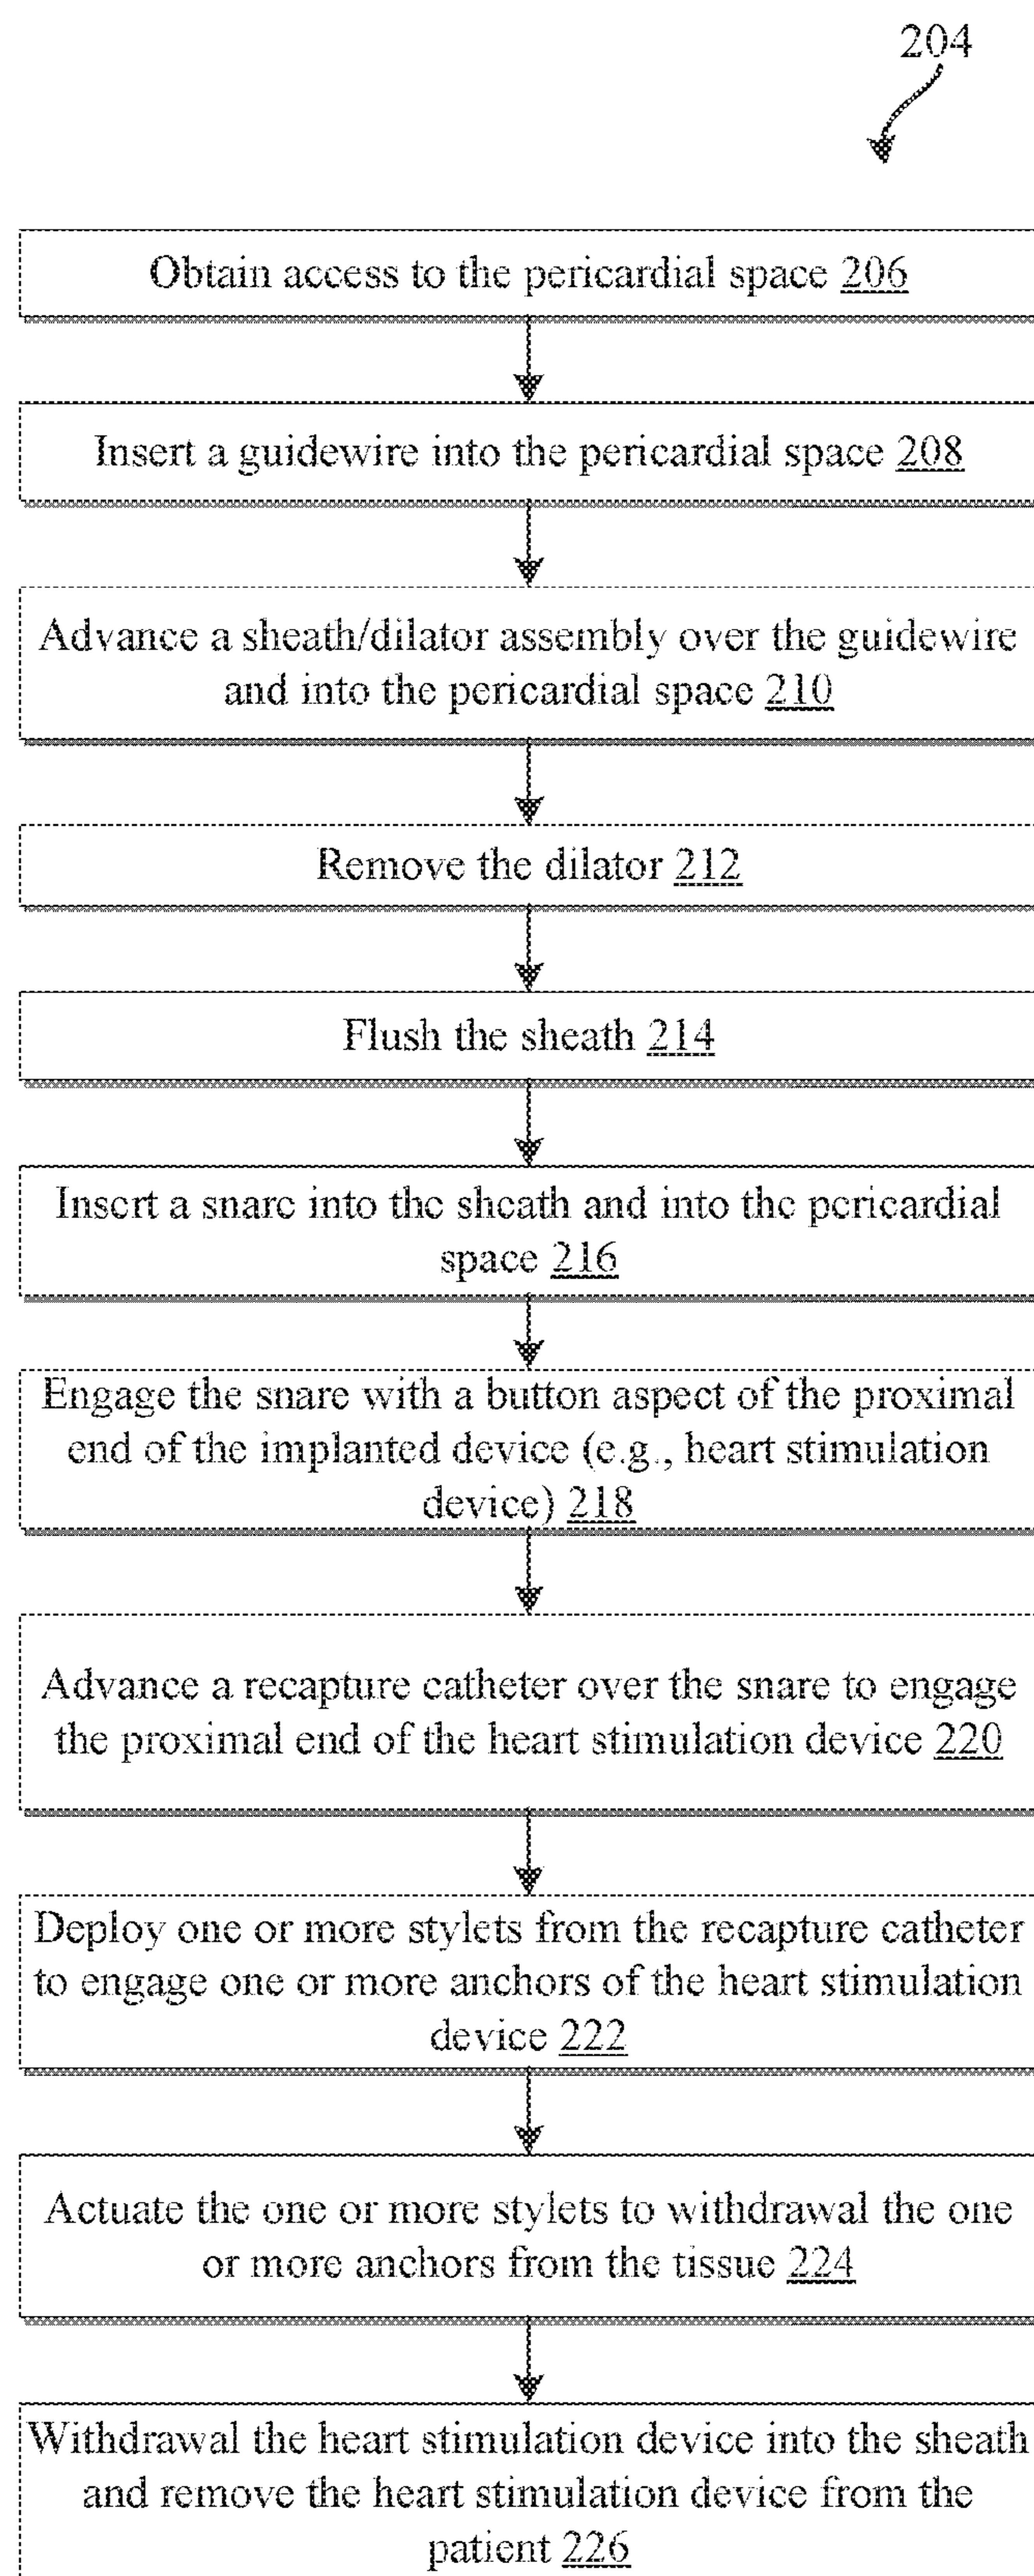 204
Obtain access to the pericardial space 206
Insert a guidewire into the pericardial space 208
Advance a sheath/dilator assembly over the guidewire
and into the pericardial space 210
Remove the dilator 212
Flush the sheath 214
Insert a snare into the sheath and into the pericardial
space 216
Engage the snare with a button aspect of the proximal
end of the implanted device (e.g., heart stimulation
device) 218
Advance a recapture catheter over the snare to engage
the proximal end of the heart stimulation device 220
Deploy one or more stylets from the recapture catheter
to engage one or more anchors of the heart stimulation
device 222
Actuate the one or more stylets to withdrawal the one
or more anchors from the tissue 224
Withdrawal the heart stimulation device into the sheath
and remove the heart stimulation device from the
patient 226